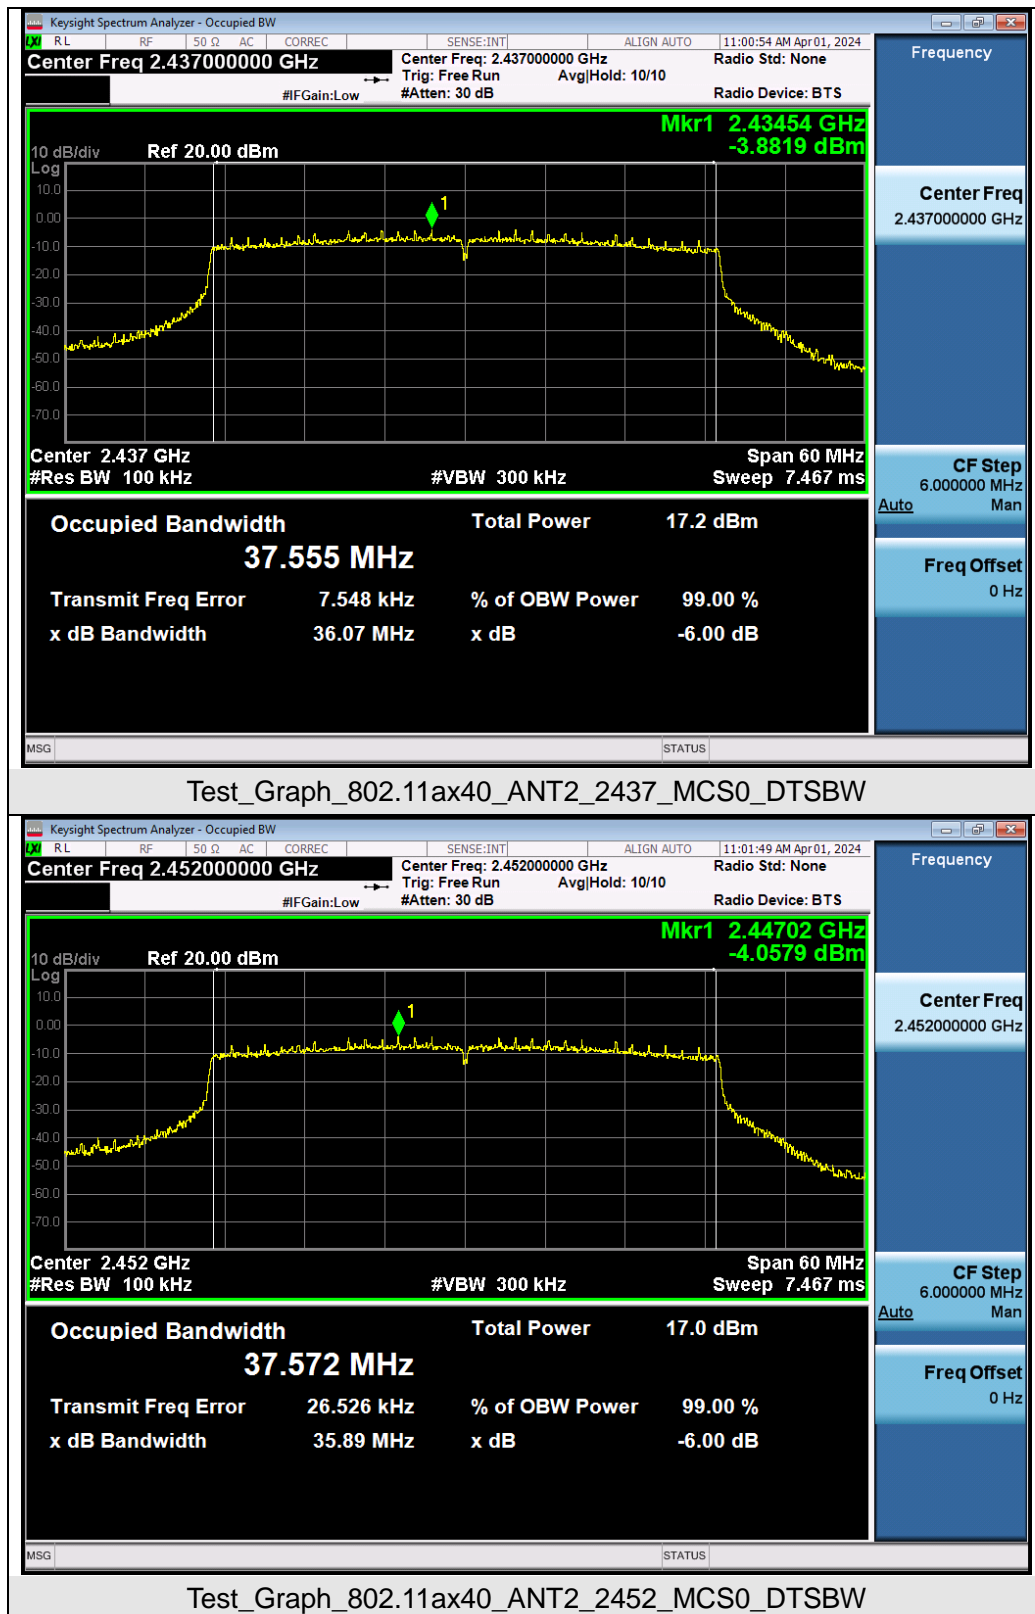 Keysight Spectrum Analyzer - Occupied BW
LXI RL RF 50 Ω AC CORREC SENSE:INT ALIGN AUTO 11:00:54 AM Apr 01, 2024
Center Freq 2.437000000 GHz
Center Freq: 2.437000000 GHz
Radio Std: None
Trig: Free Run Avg|Hold: 10/10
#IFGain:Low
#Atten: 30 dB
Radio Device: BTS
Mkr1 2.43454 GHz
-3.8819 dBm
10 dB/div Ref 20.00 dBm
Log
10.0
0.00
1
-10.0
-20.0
-30.0
-40.0
-50.0
-60.0
-70.0
Center 2.437 GHz
Span 60 MHz
#Res BW 100 kHz
#VBW 300 kHz
Sweep 7.467 ms
Occupied Bandwidth
Total Power 17.2 dBm
37.555 MHz
Transmit Freq Error 7.548 kHz
% of OBW Power 99.00 %
x dB Bandwidth 36.07 MHz
x dB -6.00 dB
MSG
STATUS
Frequency
Center Freq
2.437000000 GHz
CF Step
6.000000 MHz
Auto Man
Freq Offset
0 Hz
Test_Graph_802.11ax40_ANT2_2437_MCS0_DTSBW
Keysight Spectrum Analyzer - Occupied BW
LXI RL RF 50 Ω AC CORREC SENSE:INT ALIGN AUTO 11:01:49 AM Apr 01, 2024
Center Freq 2.452000000 GHz
Center Freq: 2.452000000 GHz
Radio Std: None
Trig: Free Run Avg|Hold: 10/10
#IFGain:Low
#Atten: 30 dB
Radio Device: BTS
Mkr1 2.44702 GHz
-4.0579 dBm
10 dB/div Ref 20.00 dBm
Log
10.0
0.00
1
-10.0
-20.0
-30.0
-40.0
-50.0
-60.0
-70.0
Center 2.452 GHz
Span 60 MHz
#Res BW 100 kHz
#VBW 300 kHz
Sweep 7.467 ms
Occupied Bandwidth
Total Power 17.0 dBm
37.572 MHz
Transmit Freq Error 26.526 kHz
% of OBW Power 99.00 %
x dB Bandwidth 35.89 MHz
x dB -6.00 dB
MSG
STATUS
Frequency
Center Freq
2.452000000 GHz
CF Step
6.000000 MHz
Auto Man
Freq Offset
0 Hz
Test_Graph_802.11ax40_ANT2_2452_MCS0_DTSBW